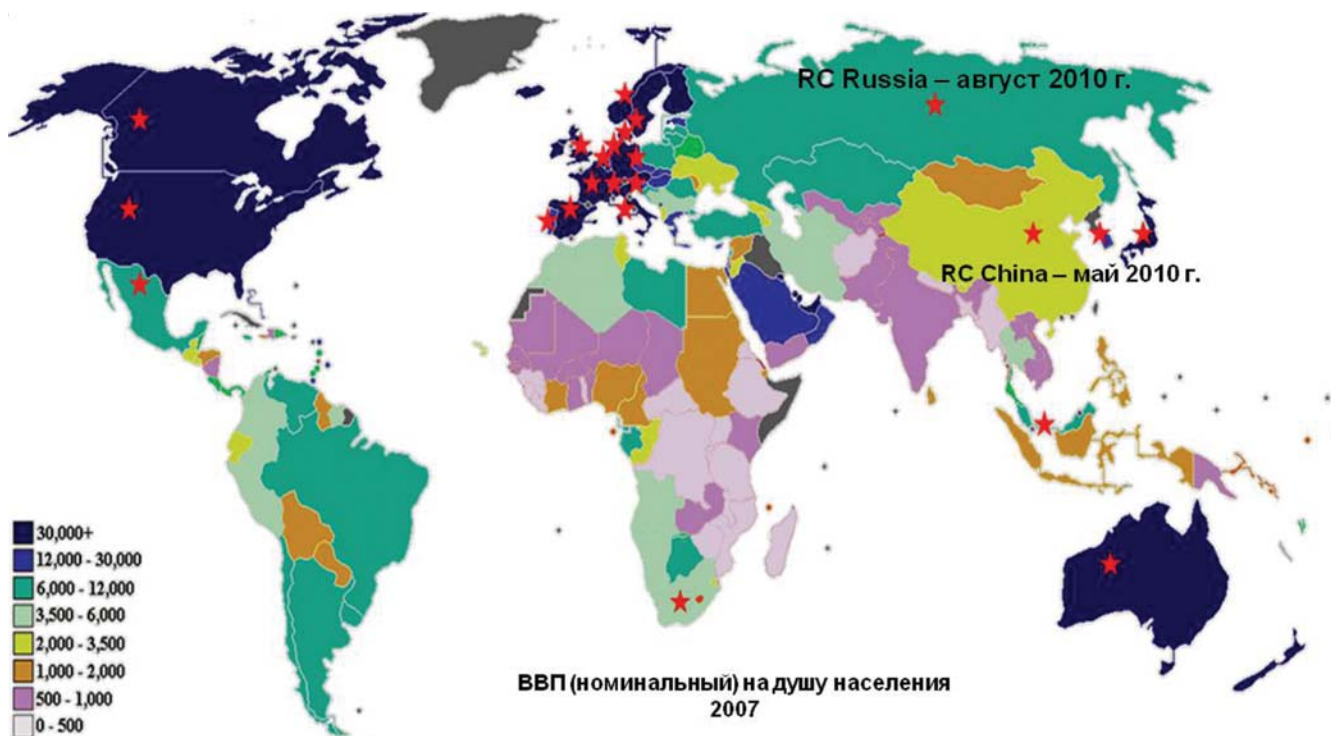 RC Russia – август 2010 г.
RC China – май 2010 г.
30,000+
12,000 - 30,000
6,000 - 12,000
3,500 - 6,000
2,000 - 3,500
1,000 - 2,000
500 - 1,000
0 - 500
ВВП (номинальный) на душу населения
2007